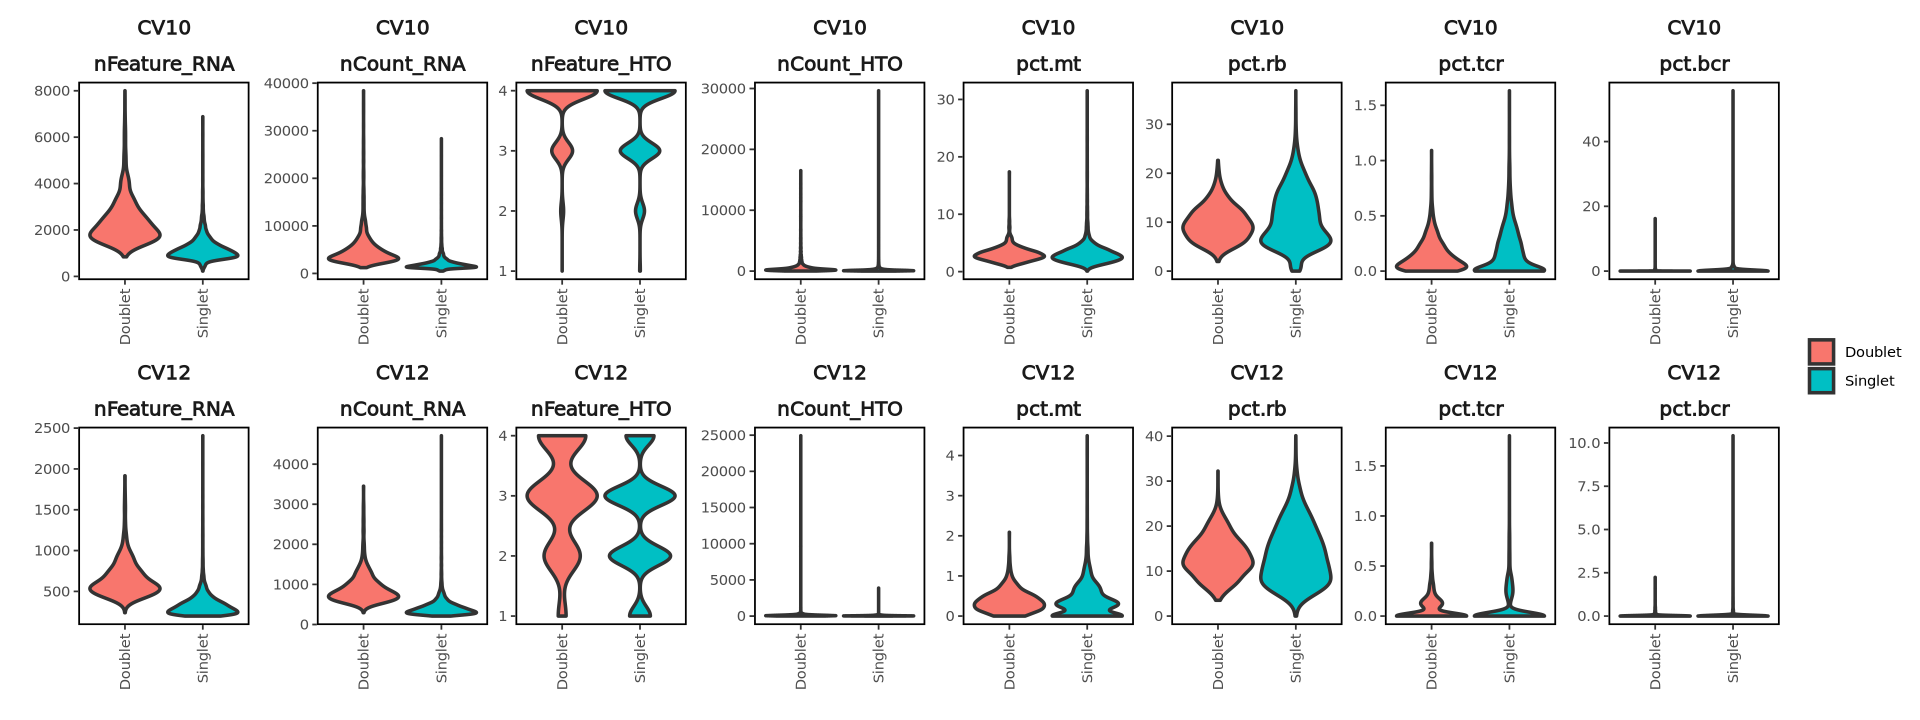 CV10 CV10 CV10 CV10 CV10 CV10 CV10 CV10
nFeature_RNA nCount_RNA nFeature_HTO nCount_HTO pct.mt pct.rb pct.tcr pct.bcr
8000
6000
4000
2000
0
Doublet
Singlet
40000
30000
20000
10000
0
Doublet
Singlet
4
3
2
1
Doublet
Singlet
30000
20000
10000
0
Doublet
Singlet
30
20
10
0
Doublet
Singlet
30
20
10
0
Doublet
Singlet
1.5
1.0
0.5
0.0
Doublet
Singlet
40
20
0
Doublet
Singlet
Doublet
Singlet
CV12 CV12 CV12 CV12 CV12 CV12 CV12 CV12
nFeature_RNA nCount_RNA nFeature_HTO nCount_HTO pct.mt pct.rb pct.tcr pct.bcr
2500
2000
1500
1000
500
Doublet
Singlet
4000
3000
2000
1000
0
Doublet
Singlet
4
3
2
1
Doublet
Singlet
25000
20000
15000
10000
5000
0
Doublet
Singlet
4
3
2
1
0
Doublet
Singlet
40
30
20
10
0
Doublet
Singlet
1.5
1.0
0.5
0.0
Doublet
Singlet
10.0
7.5
5.0
2.5
0.0
Doublet
Singlet